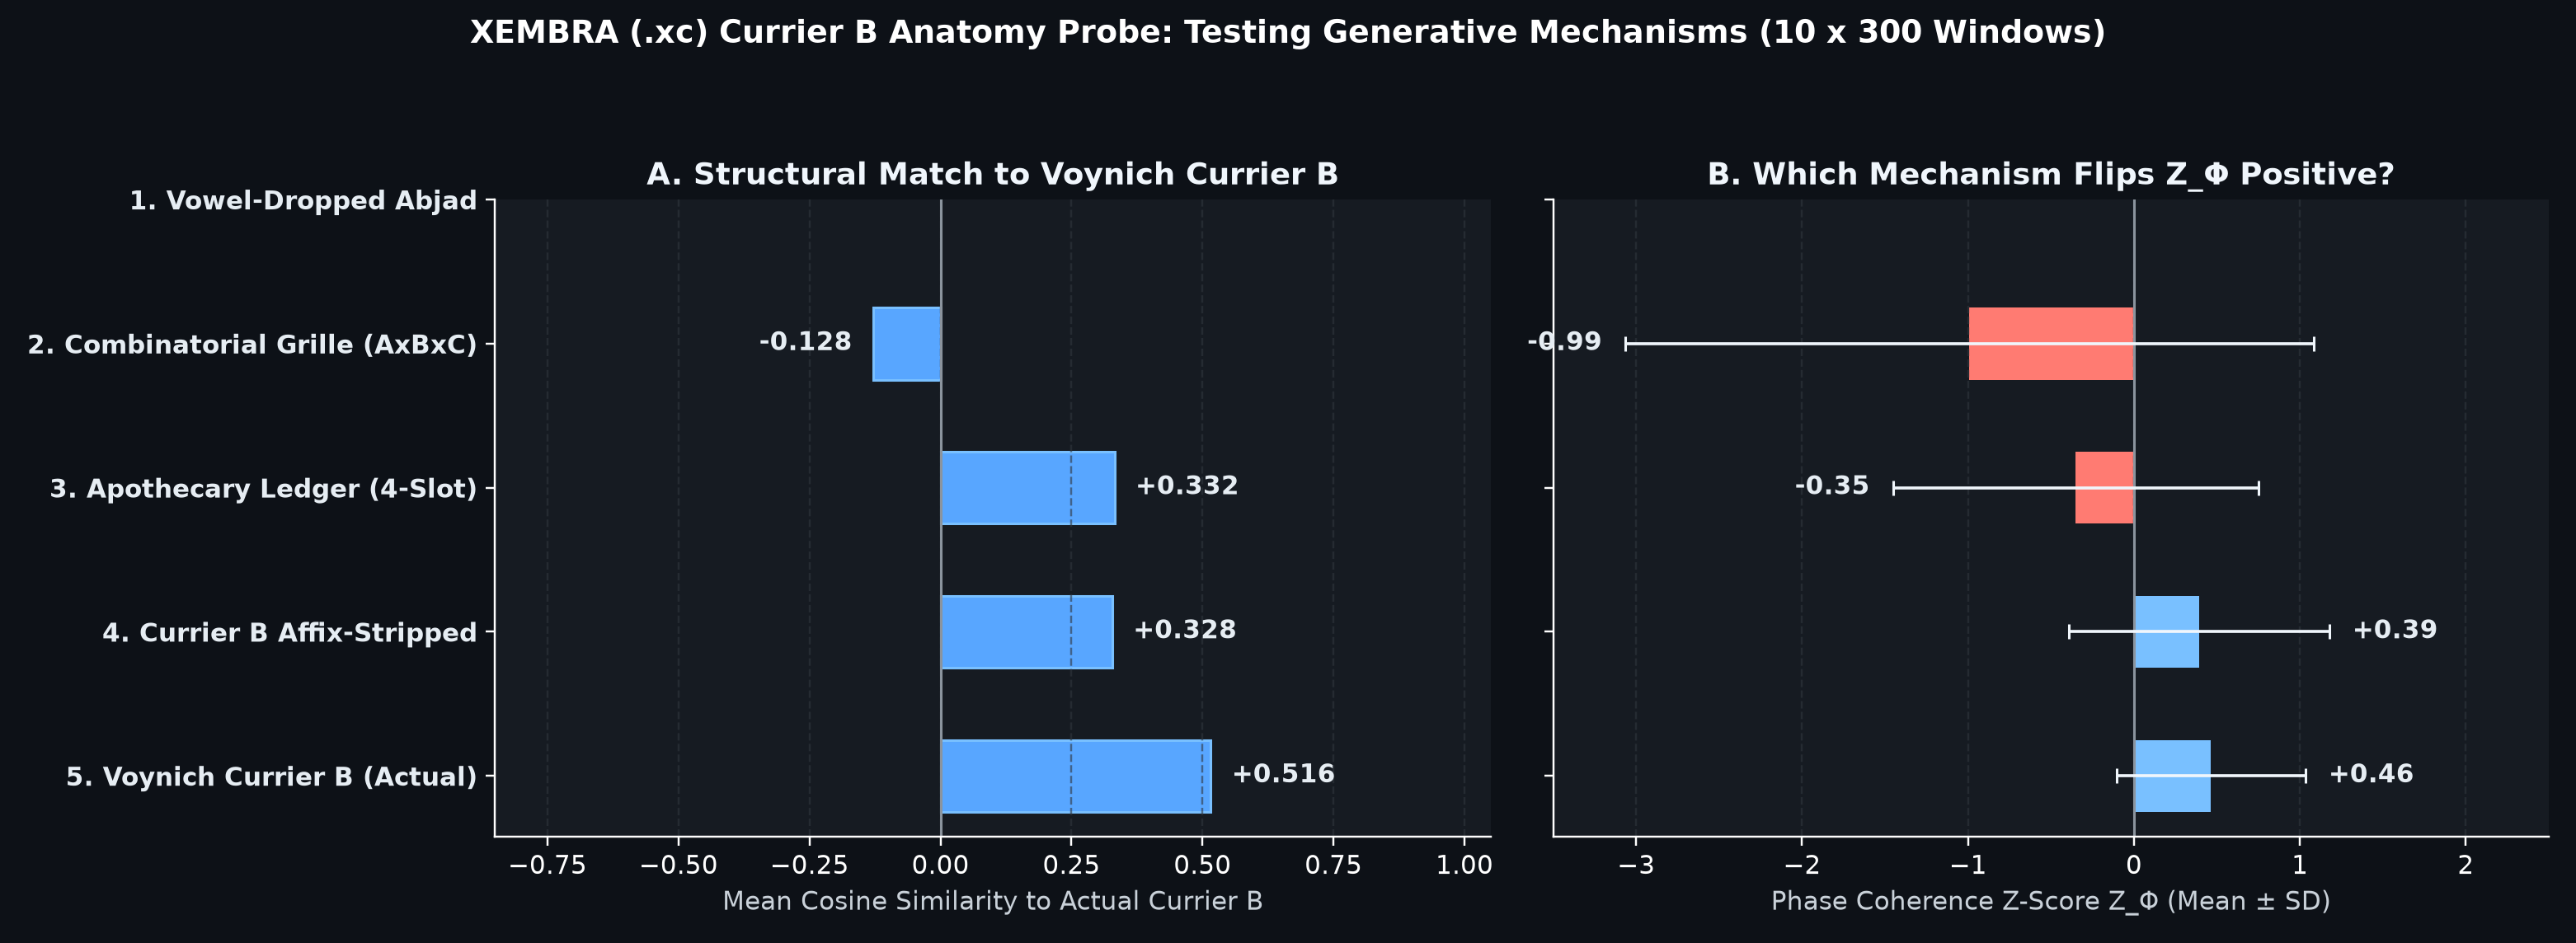 XEMBRA (.xc) Currier B Anatomy Probe: Testing Generative Mechanisms (10 x 300 Windows)
A. Structural Match to Voynich Currier B
1. Vowel-Dropped Abjad
2. Combinatorial Grille (AxBxC)
3. Apothecary Ledger (4-Slot)
4. Currier B Affix-Stripped
5. Voynich Currier B (Actual)
-0.128
+0.332
+0.328
+0.516
−0.75 −0.50 −0.25 0.00 0.25 0.50 0.75 1.00
Mean Cosine Similarity to Actual Currier B
B. Which Mechanism Flips Z_Φ Positive?
-0.99
-0.35
+0.39
+0.46
−3 −2 −1 0 1 2
Phase Coherence Z-Score Z_Φ (Mean ± SD)